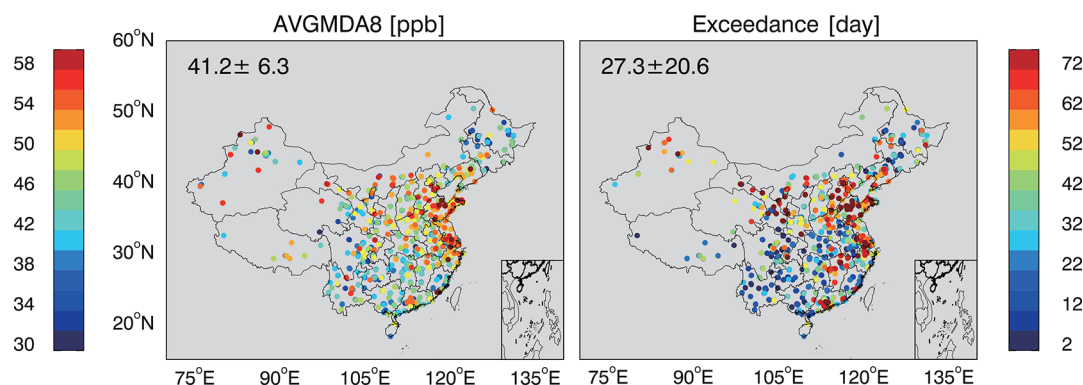 AVGMDA8 [ppb] Exceedance [day]
60°N
41.2± 6.3 27.3±20.6
58 72
54 50°N 62
50 52
46 40°N 42
42 32
38 30°N 22
34 12
30 20°N 2
75°E 90°E 105°E 120°E 135°E 75°E 90°E 105°E 120°E 135°E